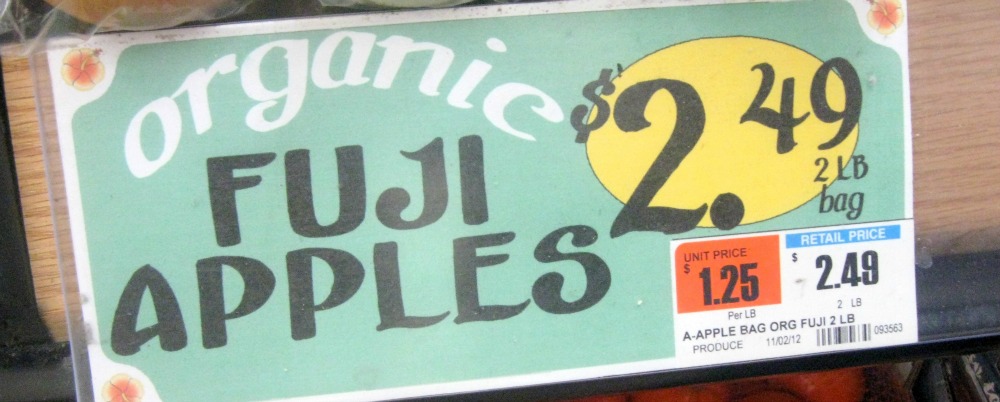 organic
FUJI
APPLES
$2.49
2 LB
bag
UNIT PRICE
$1.25
Per LB
RETAIL PRICE
$2.49
2 LB
A-APPLE BAG ORG FUJI 2 LB
PRODUCE 11/02/12 093563